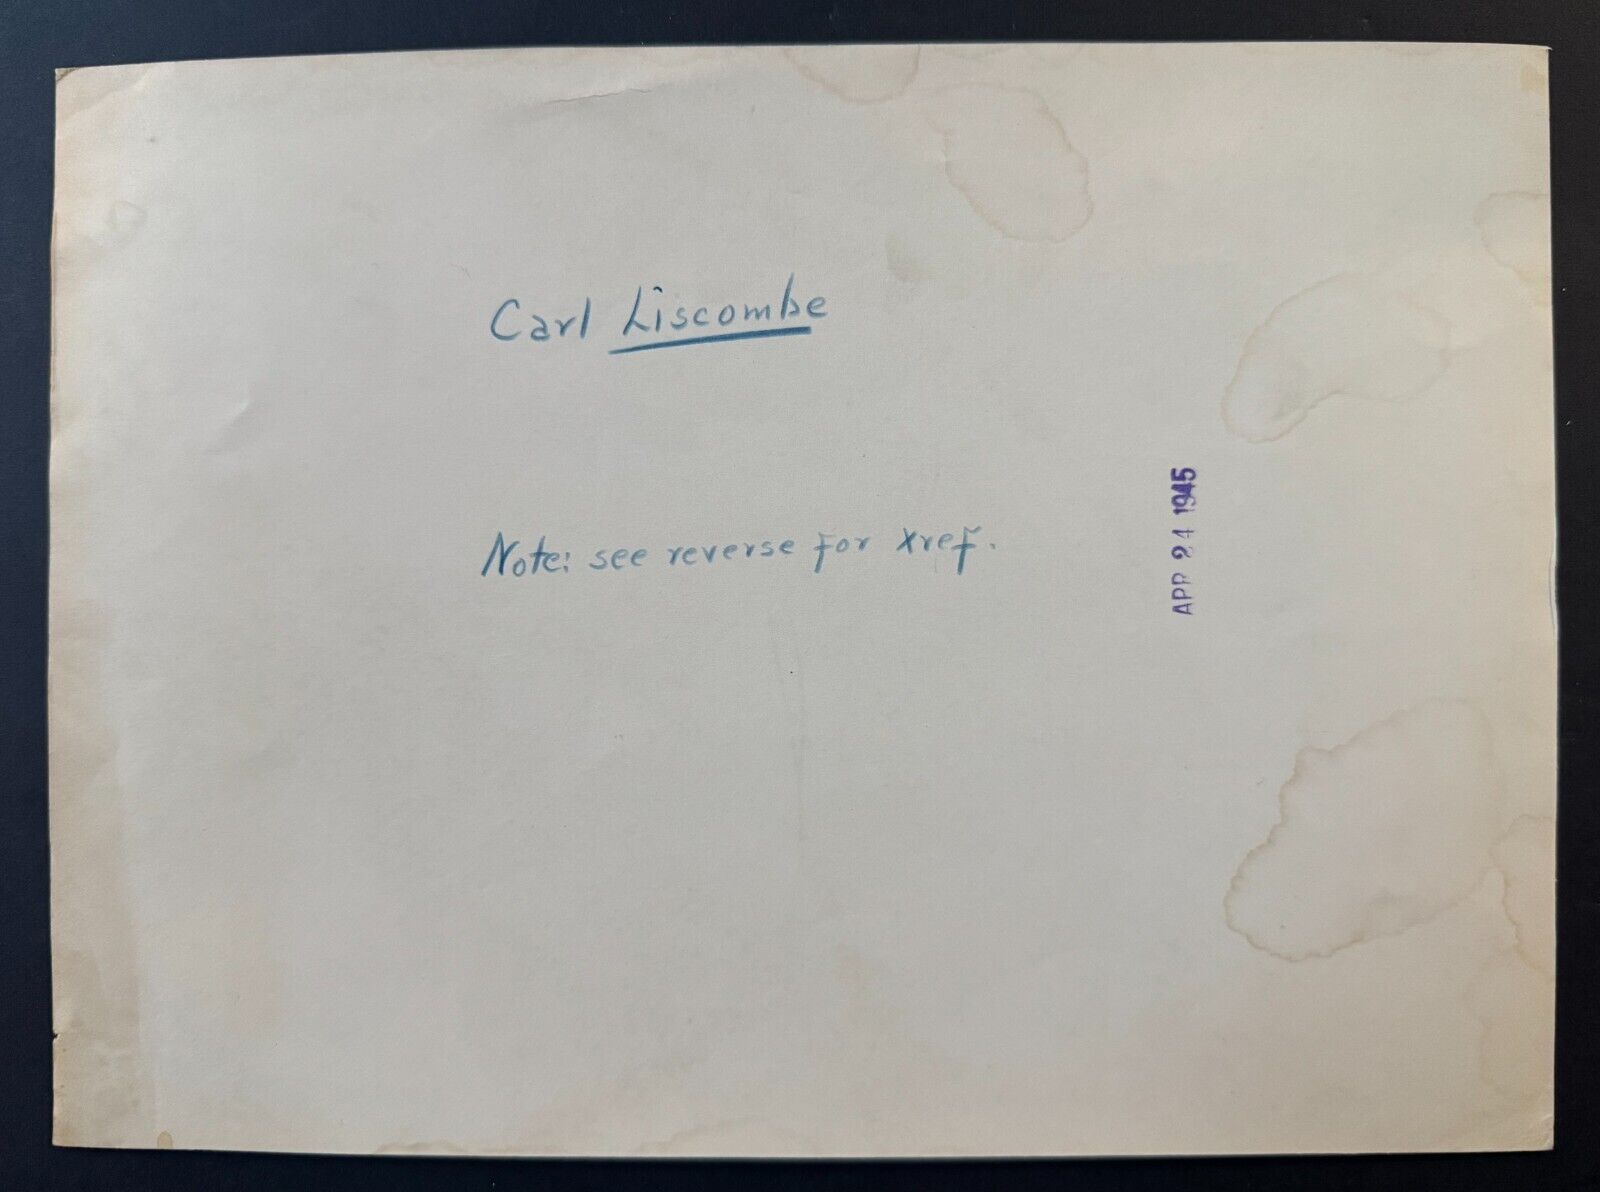 Carl Liscombe
Note: see reverse for xref.
APR 24 1945